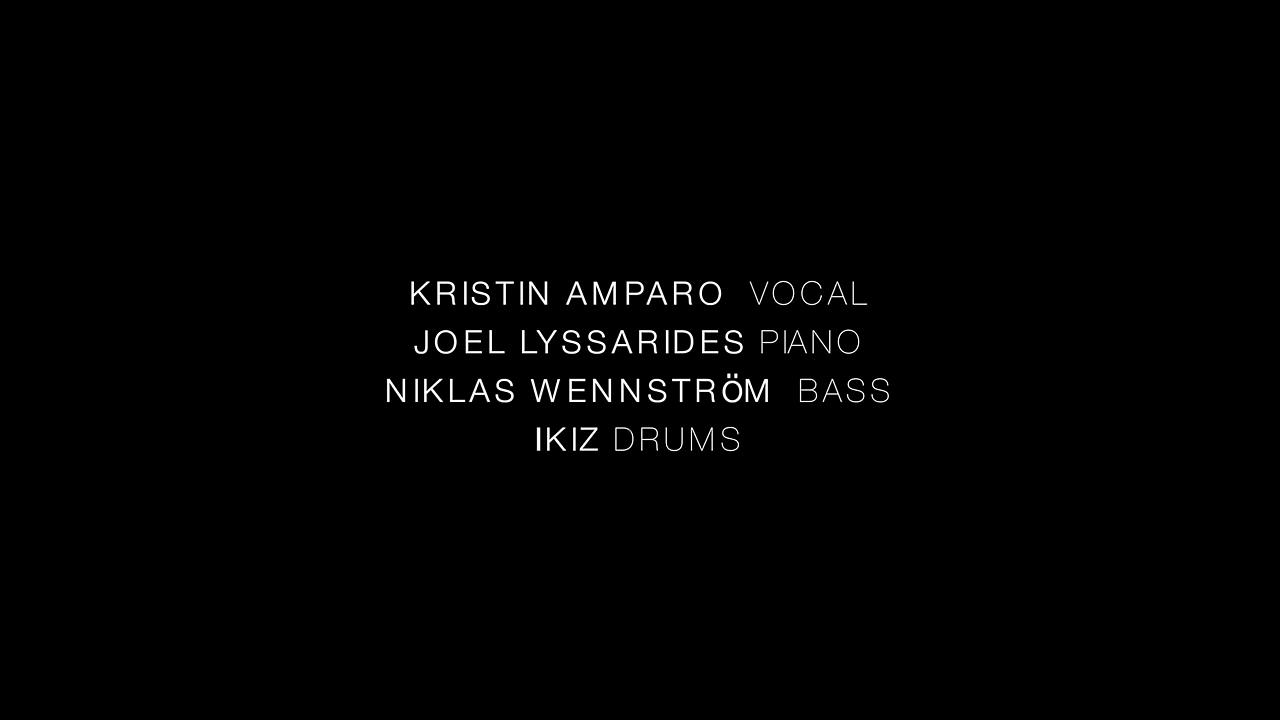 KRISTIN AMPARO VOCAL
JOEL LYSSARIDES PIANO
NIKLAS WENNSTRÖM BASS
IKIZ DRUMS